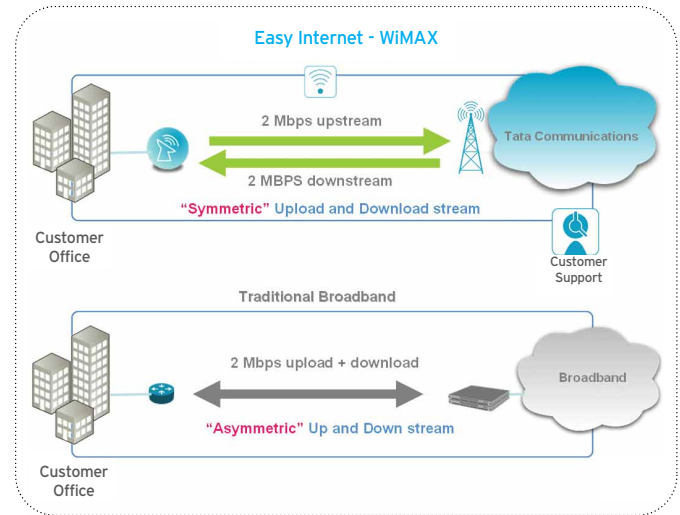 Easy Internet - WiMAX
2 Mbps upstream
Tata Communications
2 MBPS downstream
“Symmetric” Upload and Download stream
Customer
Office
Customer
Support
Traditional Broadband
2 Mbps upload + download
Broadband
“Asymmetric” Up and Down stream
Customer
Office